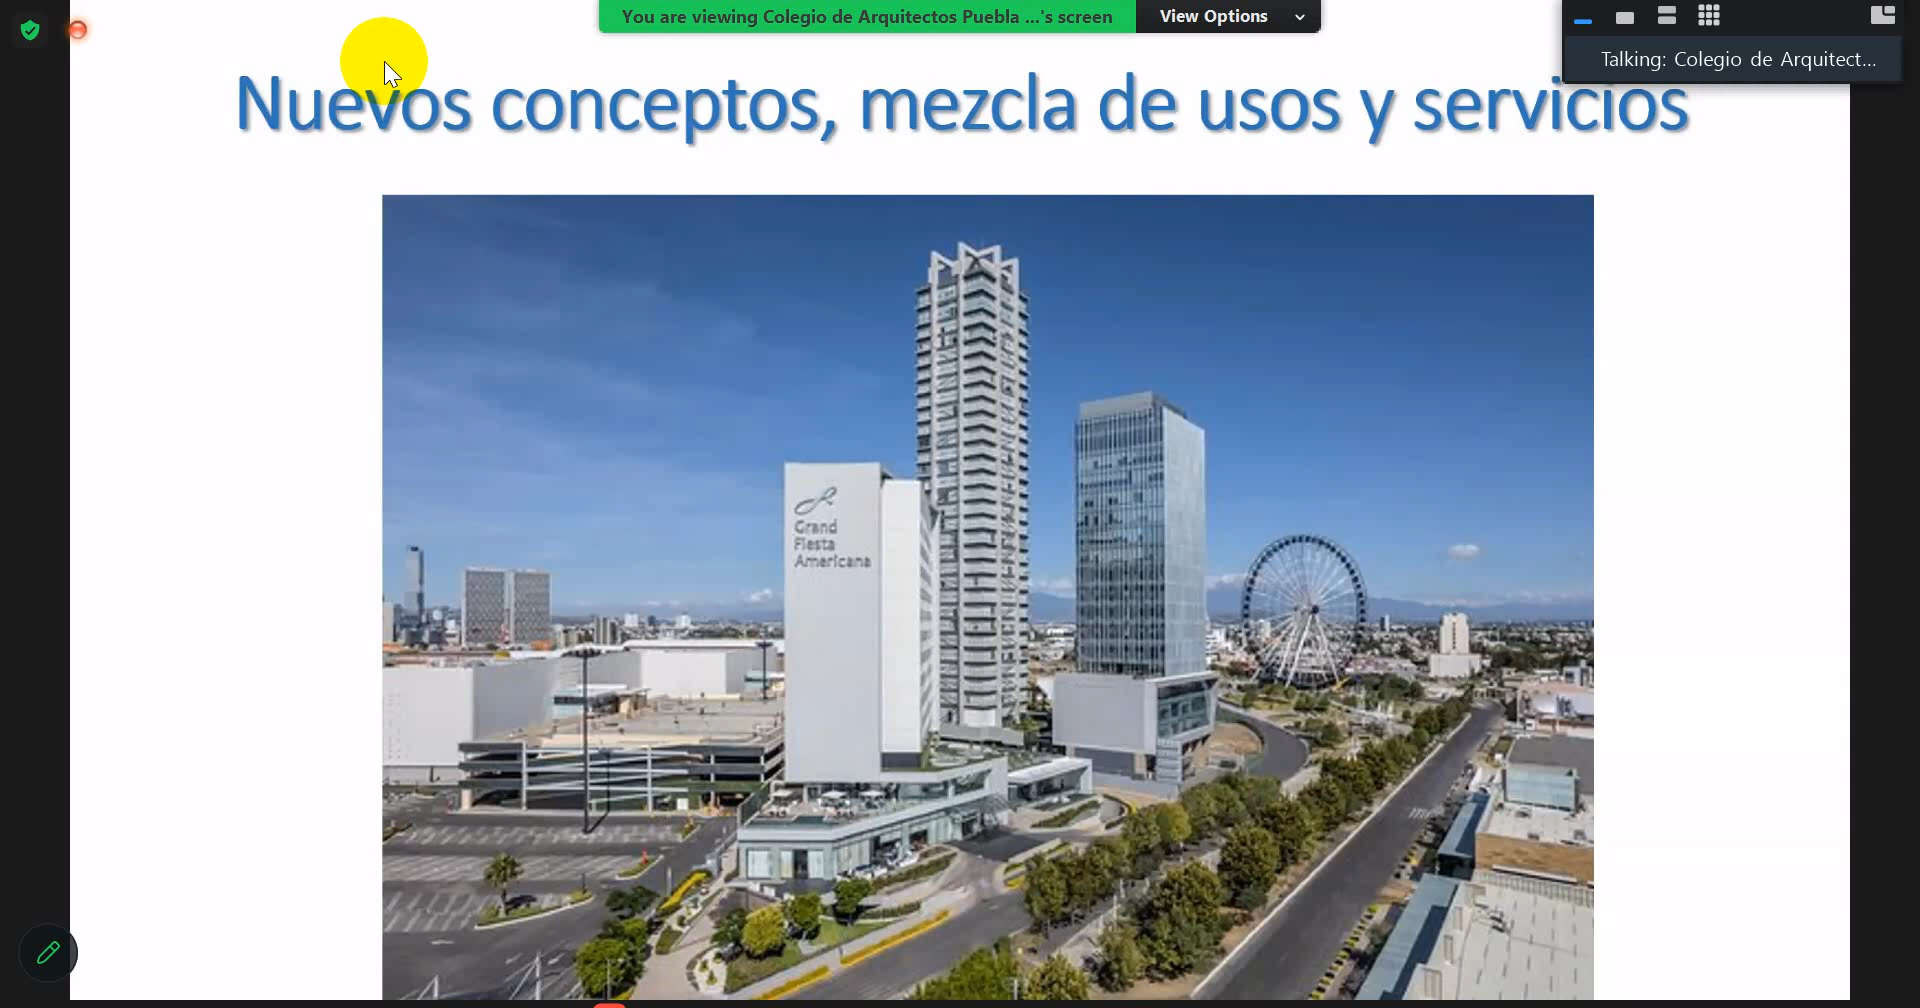 You are viewing Colegio de Arquitectos Puebla ...'s screen
View Options
Talking: Colegio de Arquitect...
Nuevos conceptos, mezcla de usos y servicios
Grand
Fiesta
Americana